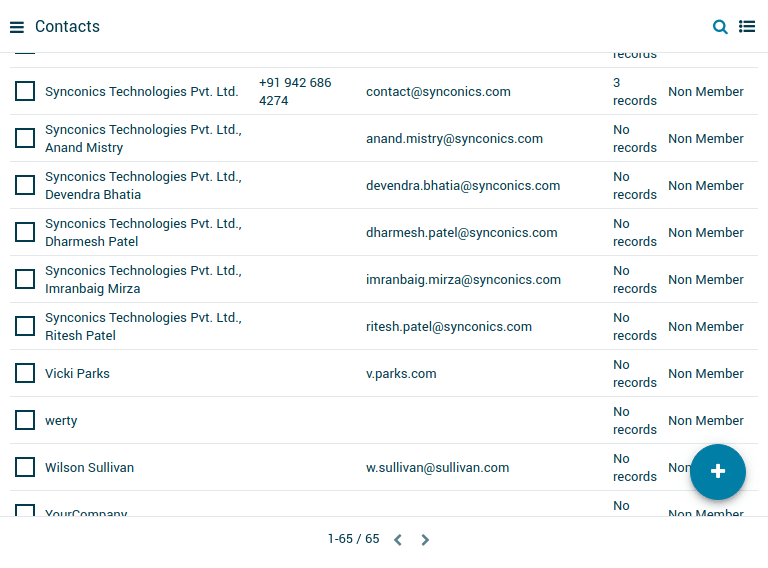 Contacts
records
Synconics Technologies Pvt. Ltd.
+91 942 686
4274
contact@synconics.com
3
records
Non Member
Synconics Technologies Pvt. Ltd.,
Anand Mistry
anand.mistry@synconics.com
No
records
Non Member
Synconics Technologies Pvt. Ltd.,
Devendra Bhatia
devendra.bhatia@synconics.com
No
records
Non Member
Synconics Technologies Pvt. Ltd.,
Dharmesh Patel
dharmesh.patel@synconics.com
No
records
Non Member
Synconics Technologies Pvt. Ltd.,
Imranbaig Mirza
imranbaig.mirza@synconics.com
No
records
Non Member
Synconics Technologies Pvt. Ltd.,
Ritesh Patel
ritesh.patel@synconics.com
No
records
Non Member
Vicki Parks
v.parks.com
No
records
Non Member
werty
No
records
Non Member
Wilson Sullivan
w.sullivan@sullivan.com
No
records
Non
YourCompany
No
Non Member
1-65 / 65